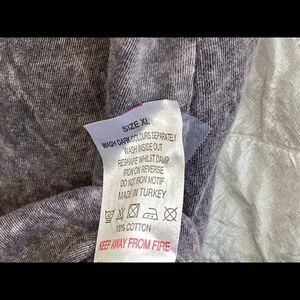 SIZE XL
WASH DARK COLOURS SEPARATELY
WASH INSIDE OUT
RESHAPE WHILST DAMP
IRON ON REVERSE
DO NOT IRON MOTIF
MADE IN TURKEY
100% COTTON
KEEP AWAY FROM FIRE